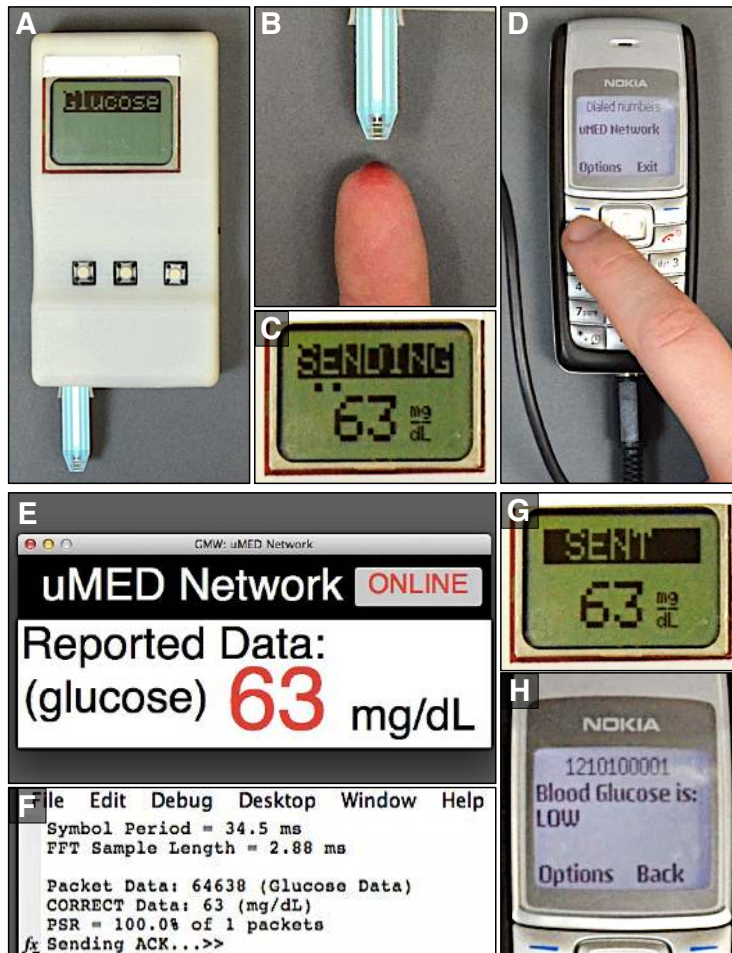 A
Glucose
B
C
SENDING
63 mg
dL
D
NOKIA
Dialed numbers
uMED Network
Options Exit
3
4
7
E
GMW: uMED Network
uMED Network ONLINE
Reported Data:
(glucose) 63 mg/dL
F
File Edit Debug Desktop Window Help
Symbol Period = 34.5 ms
FFT Sample Length = 2.88 ms
Packet Data: 64638 (Glucose Data)
CORRECT Data: 63 (mg/dL)
PSR = 100.0% of 1 packets
fx Sending ACK...>>
G
SENT
63 mg
dL
H
NOKIA
1210100001
Blood Glucose is:
LOW
Options Back